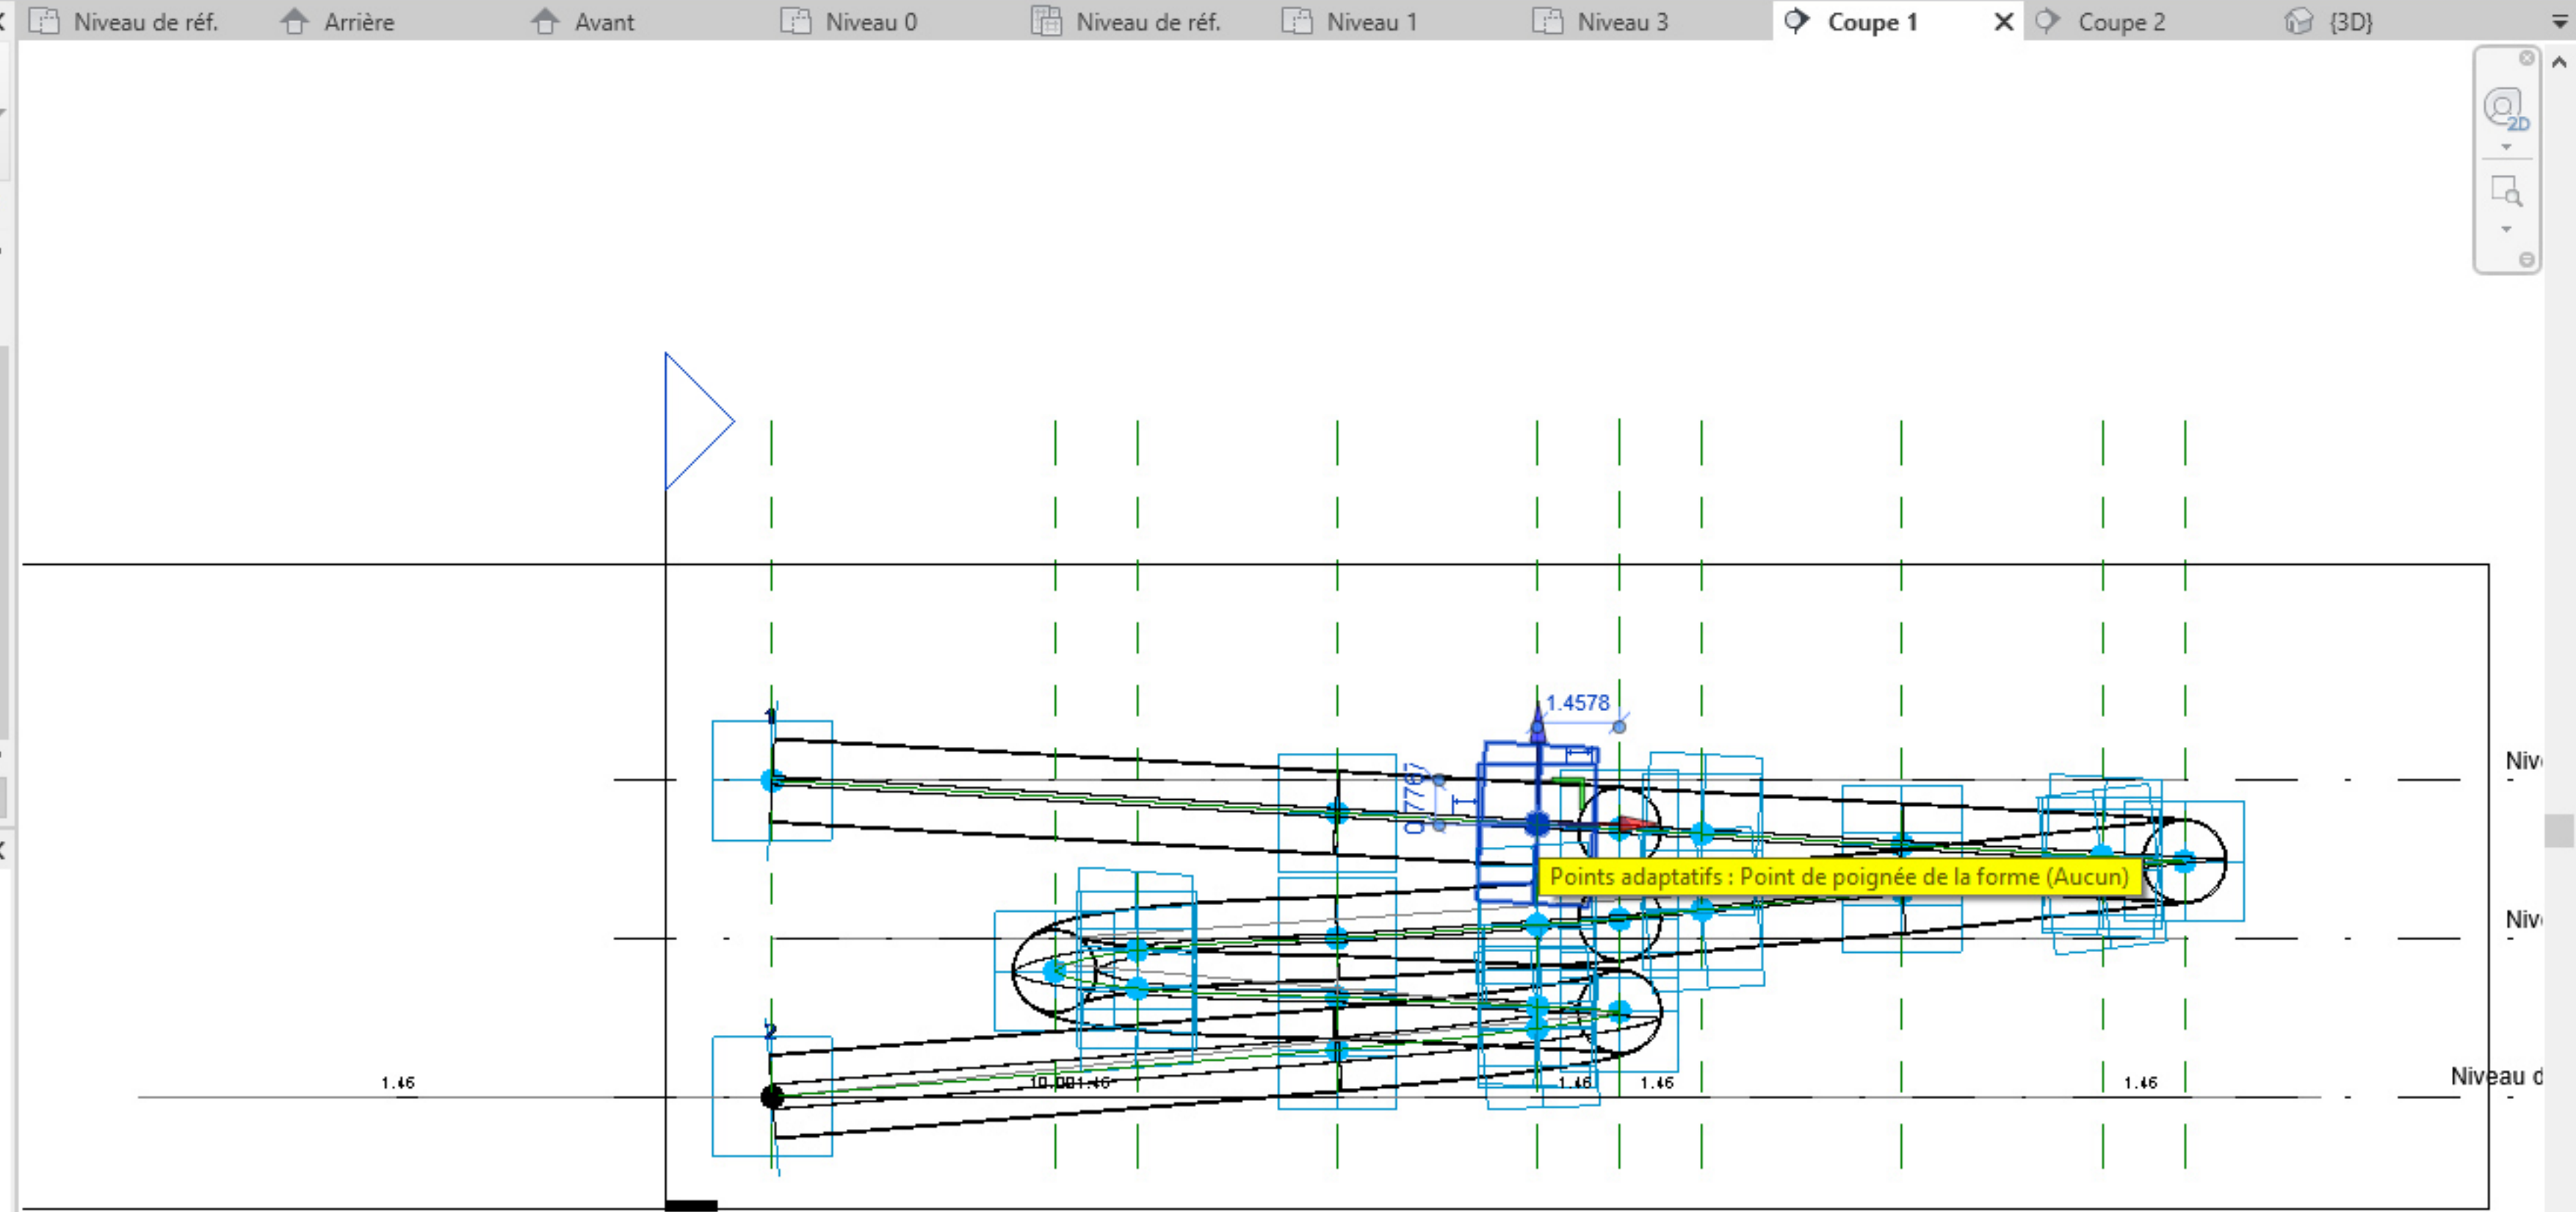 Niveau de réf. Arrière Avant Niveau 0 Niveau de réf. Niveau 1 Niveau 3 Coupe 1 Coupe 2 {3D}
2D
1.4578
1
Niv
Points adaptatifs : Point de poignée de la forme (Aucun)
Niv
2
1.46 1.46 1.46 1.46
Niveau d